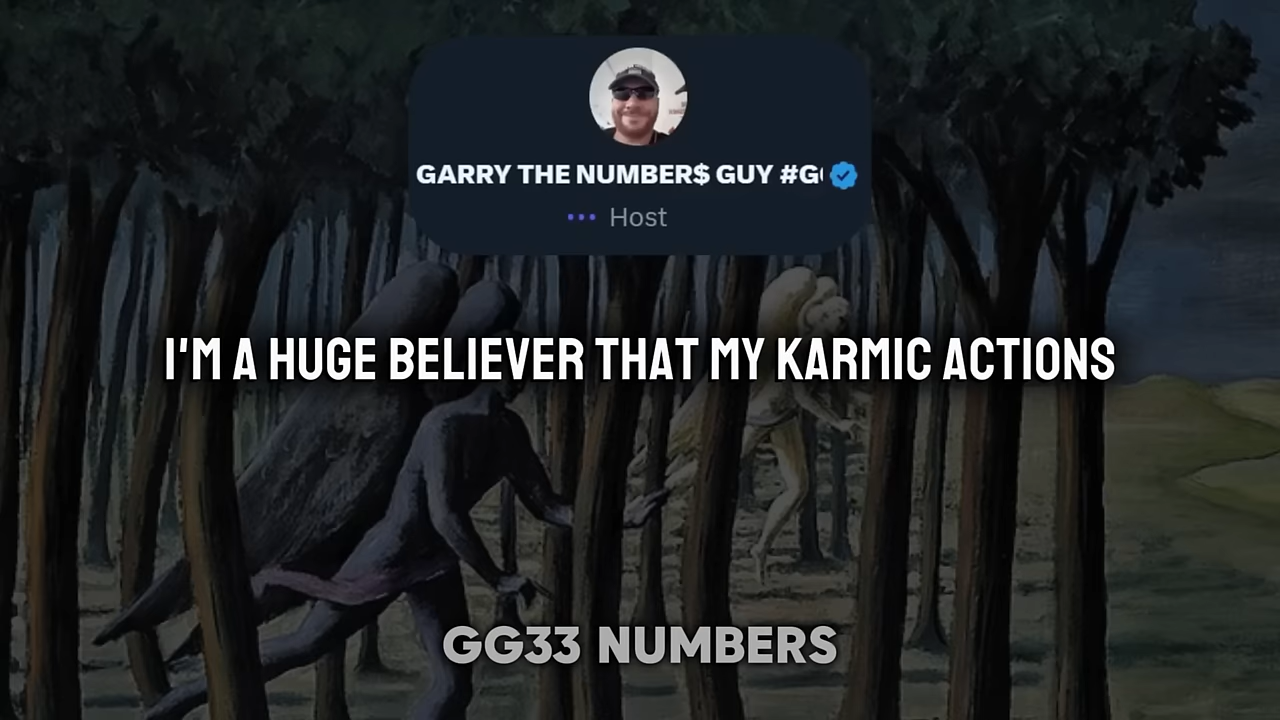 GARRY THE NUMBER$ GUY #G
••• Host
I'M A HUGE BELIEVER THAT MY KARMIC ACTIONS
GG33 NUMBERS